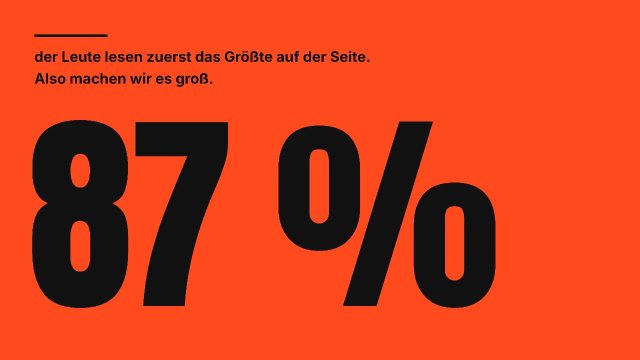 der Leute lesen zuerst das Größte auf der Seite.
Also machen wir es groß.
87 %